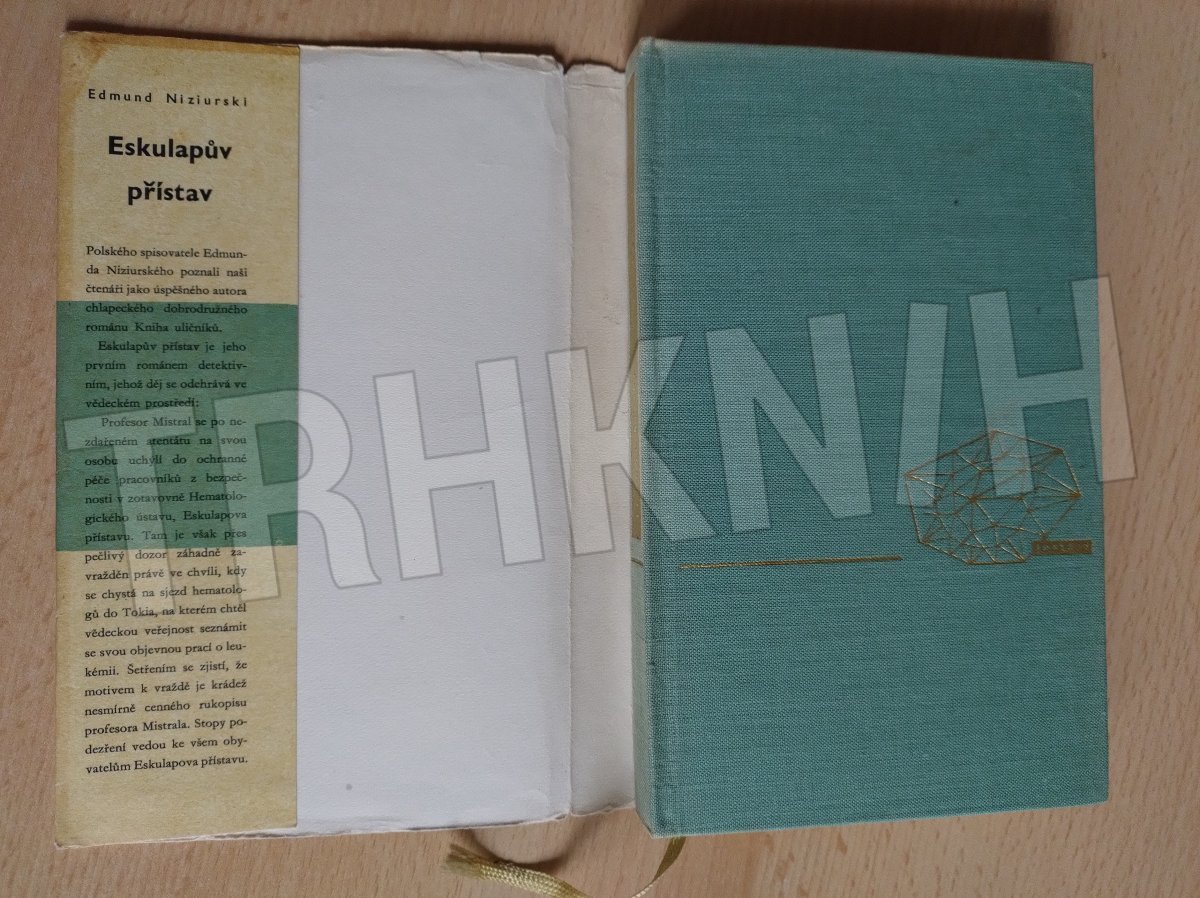 Edmund Niziurski
Eskulapův
přístav
Polského spisovatele Edmun-
da Niziurského poznali naši
čtenáři jako úspěšného autora
chlapeckého dobrodružného
románu Kniha uličníků.
Eskulapův přístav je jeho
prvním románem detektiv-
ním, jehož děj se odehrává ve
vědeckém prostředí:
Profesor Mistral se po ne-
zdařeném atentátu na svou
osobu uchýlí do ochranné
péče pracovníků z bezpeč-
nosti v zotavovně Hematolo-
gického ústavu, Eskulapova
přístavu. Tam je však přes
pečlivý dozor záhadně za-
vražděn právě ve chvíli, kdy
se chystá na sjezd hematolo-
gů do Tokia, na kterém chtěl
vědeckou veřejnost seznámit
se svou objevnou prací o leu-
kémii. Šetřením se zjistí, že
motivem k vraždě je krádež
nesmírně cenného rukopisu
profesora Mistrala. Stopy po-
dezření vedou ke všem oby-
vatelům Eskulapova přístavu.
TRHKNIH